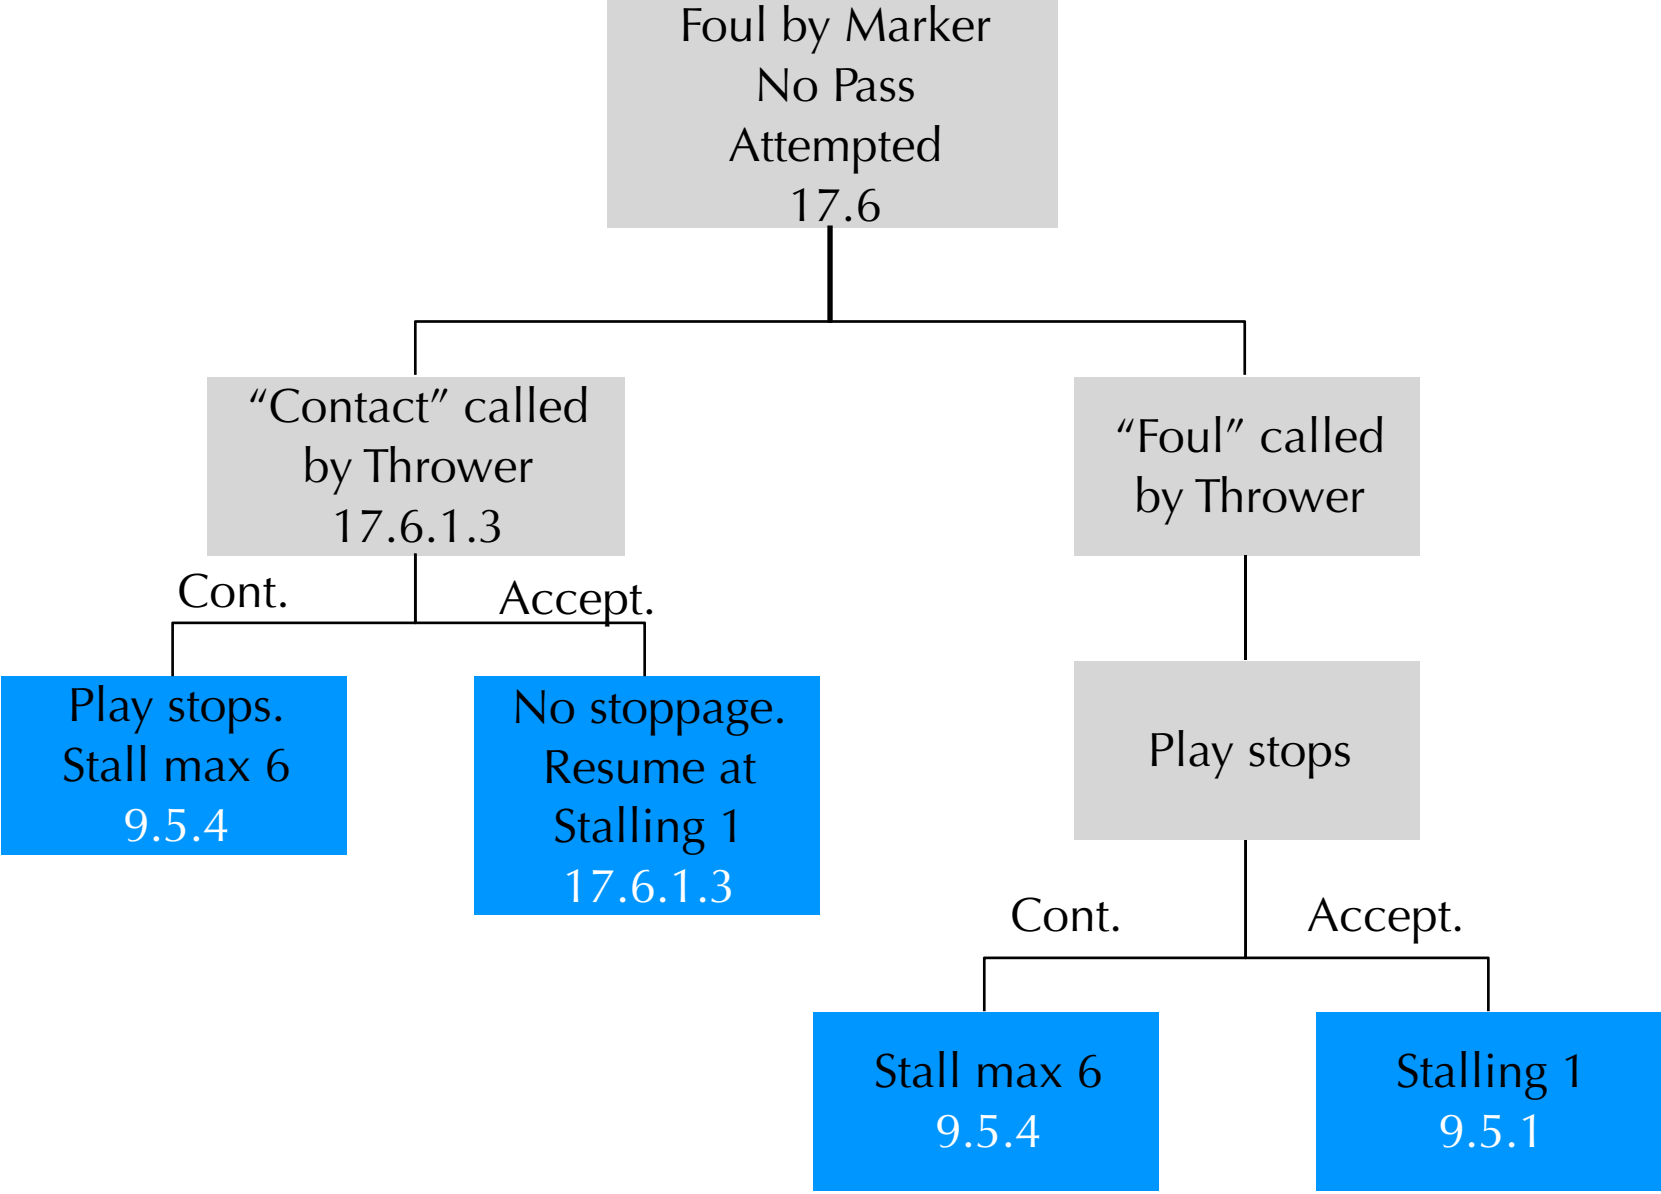 Foul by Marker
No Pass
Attempted
17.6
“Contact” called
by Thrower
17.6.1.3
“Foul” called
by Thrower
Cont.
Accept.
Play stops.
Stall max 6
9.5.4
No stoppage.
Resume at
Stalling 1
17.6.1.3
Play stops
Cont.
Accept.
Stall max 6
9.5.4
Stalling 1
9.5.1